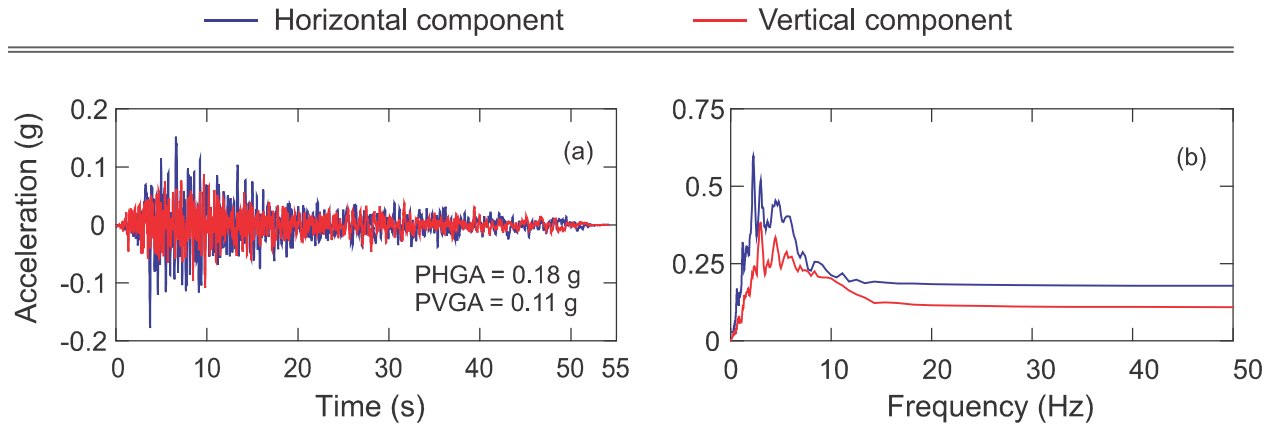 Horizontal component
Vertical component
Acceleration (g)
0.2
0.1
0
-0.1
-0.2
(a)
PHGA = 0.18 g
PVGA = 0.11 g
0 10 20 30 40 50 55
Time (s)
0.75
0.5
0.25
0
(b)
0 10 20 30 40 50
Frequency (Hz)